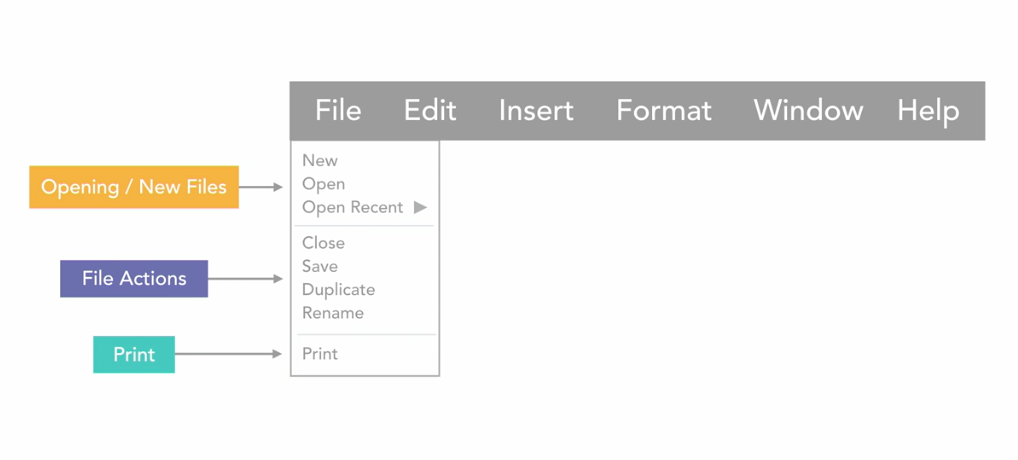 File Edit Insert Format Window Help
New
Opening / New Files
Open
Open Recent
Close
Save
File Actions
Duplicate
Rename
Print
Print